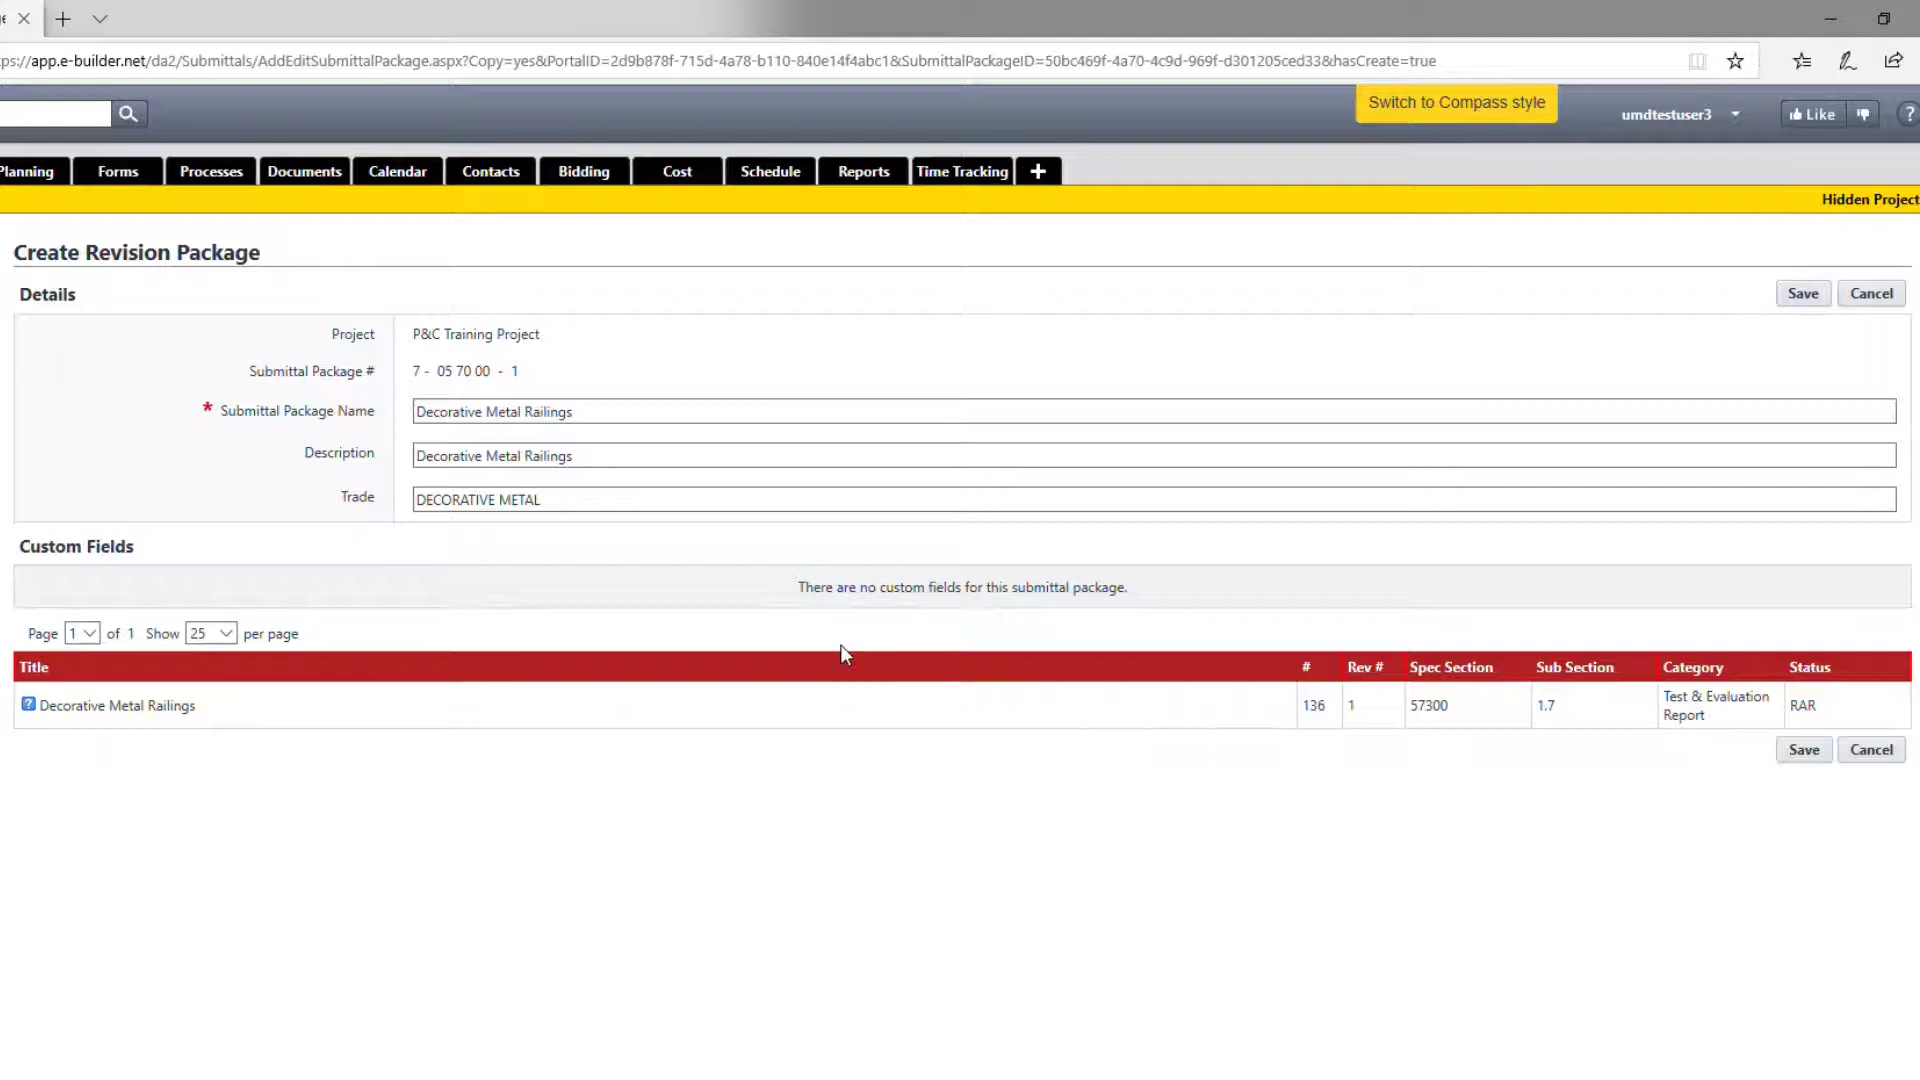 ps://app.e-builder.net/da2/Submittals/AddEditSubmittalPackage.aspx?Copy=yes&PortalID=2d9b878f-715d-4a78-b110-840e14f4abc1&SubmittalPackageID=50bc469f-4a70-4c9d-969f-d301205ced33&hasCreate=true
Switch to Compass style
umdtestuser3 Like ?
Planning Forms Processes Documents Calendar Contacts Bidding Cost Schedule Reports Time Tracking +
Hidden Project
Create Revision Package
Details Save Cancel
Project P&C Training Project
Submittal Package # 7 - 05 70 00 - 1
* Submittal Package Name Decorative Metal Railings
Description Decorative Metal Railings
Trade DECORATIVE METAL
Custom Fields
There are no custom fields for this submittal package.
Page 1 of 1 Show 25 per page
Title # Rev # Spec Section Sub Section Category Status
? Decorative Metal Railings 136 1 57300 1.7 Test & Evaluation Report RAR
Save Cancel